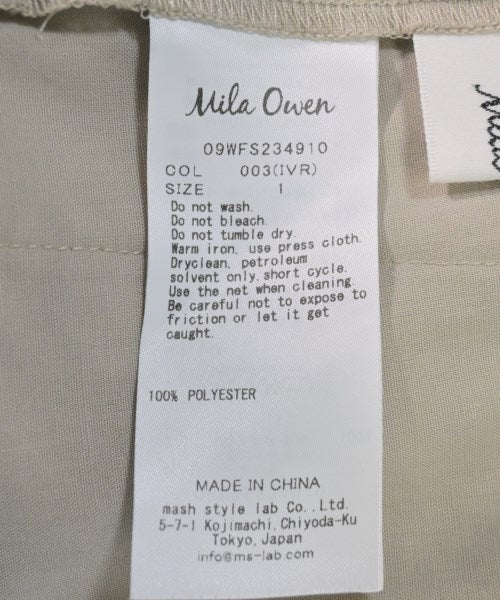 Mila Owen
09WFS234910
COL 003(IVR)
SIZE 1
Do not wash.
Do not bleach.
Do not tumble dry.
Warm iron, use press cloth.
Dryclean, petroleum
solvent only,short cycle.
Use the net when cleaning.
Be careful not to expose to
friction or let it get
caught.
100% POLYESTER
MADE IN CHINA
mash style lab Co.,Ltd.
5-7-1 Kojimachi,Chiyoda-Ku
Tokyo,Japan
info@ms-lab.com